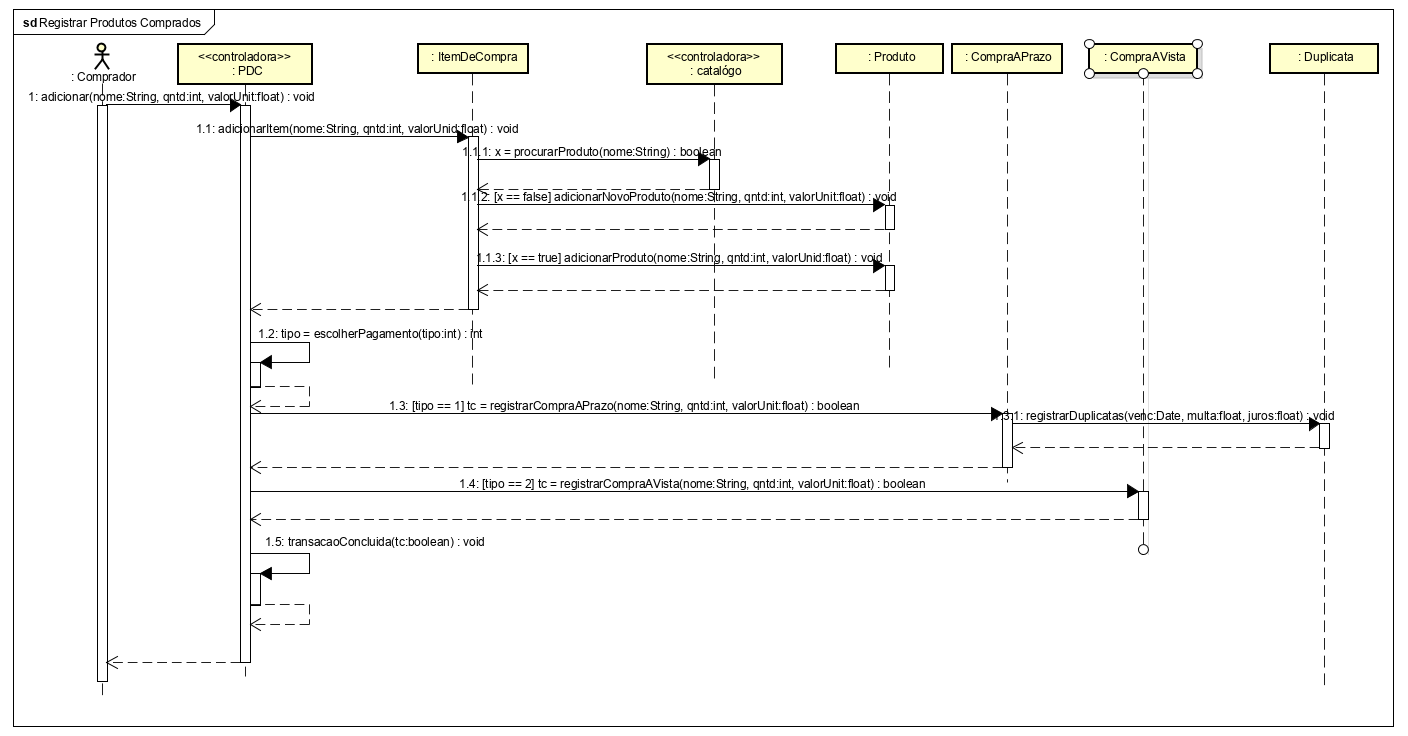 sd Registrar Produtos Comprados
: Comprador
<<controladora>>
: PDC
: ItemDeCompra
<<controladora>>
: catalógo
: Produto
: CompraAPrazo
: CompraAVista
: Duplicata
1: adicionar(nome:String, qntd:int, valorUnit:float) : void
1.1: adicionarItem(nome:String, qntd:int, valorUnid:float) : void
1.1.1: x = procurarProduto(nome:String) : boolean
1.1.2: [x == false] adicionarNovoProduto(nome:String, qntd:int, valorUnit:float) : void
1.1.3: [x == true] adicionarProduto(nome:String, qntd:int, valorUnid:float) : void
1.2: tipo = escolherPagamento(tipo:int) : int
1.3: [tipo == 1] tc = registrarCompraAPrazo(nome:String, qntd:int, valorUnit:float) : boolean
1.3.1: registrarDuplicatas(venc:Date, multa:float, juros:float) : void
1.4: [tipo == 2] tc = registrarCompraAVista(nome:String, qntd:int, valorUnit:float) : boolean
1.5: transacaoConcluida(tc:boolean) : void